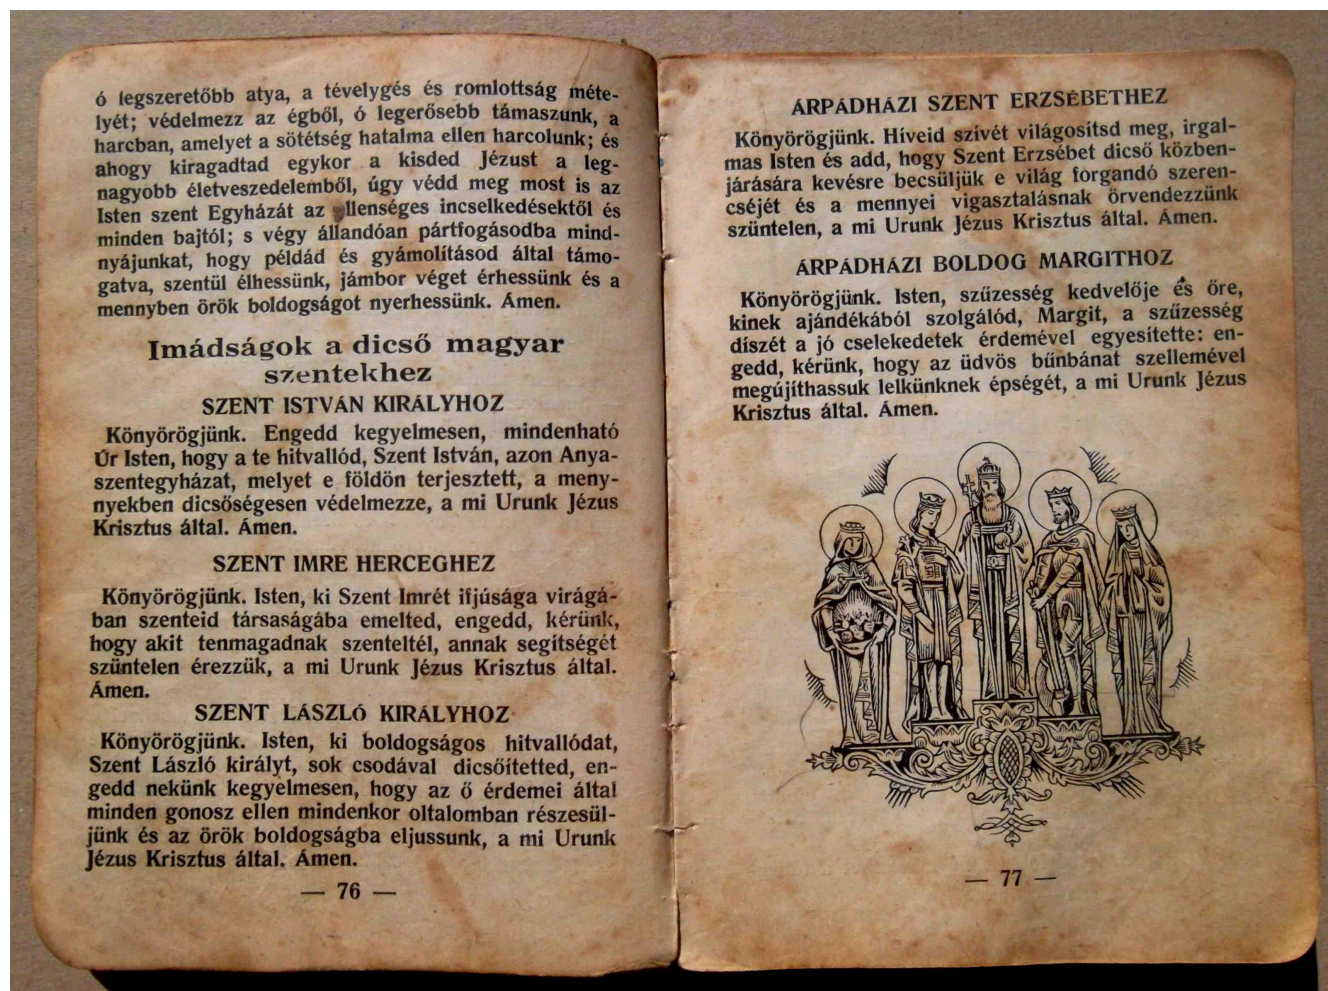 ó legszeretőbb atya, a tévelygés és romlottság méte-
lyét; védelmezz az égből, ó legerősebb támaszunk, a
harcban, amelyet a sötétség hatalma ellen harcolunk; és
ahogy kiragadtad egykor a kisded Jézust a leg-
nagyobb életveszedelemből, úgy védd meg most is az
Isten szent Egyházát az ellenséges incselkedésektől és
minden bajtól; s végy állandóan pártfogásodba mind-
nyájunkat, hogy példád és gyámolításod által támo-
gatva, szentül élhessünk, jámbor véget érhessünk és a
mennyben örök boldogságot nyerhessünk. Ámen.
Imádságok a dicső magyar
szentekhez
SZENT ISTVÁN KIRÁLYHOZ
Könyörögjünk. Engedd kegyelmesen, mindenható
Úr Isten, hogy a te hitvallód, Szent István, azon Anya-
szentegyházat, melyet e földön terjesztett, a meny-
nyekben dicsőségesen védelmezze, a mi Urunk Jézus
Krisztus által. Ámen.
SZENT IMRE HERCEGHEZ
Könyörögjünk. Isten, ki Szent Imrét ifjúsága virágá-
ban szenteid társaságába emelted, engedd, kérünk,
hogy akit tenmagadnak szenteltél, annak segítségét
szüntelen érezzük, a mi Urunk Jézus Krisztus által.
Ámen.
SZENT LÁSZLÓ KIRÁLYHOZ
Könyörögjünk. Isten, ki boldogságos hitvallódat,
Szent László királyt, sok csodával dicsőítetted, en-
gedd nekünk kegyelmesen, hogy az ő érdemei által
minden gonosz ellen mindenkor oltalomban részesül-
jünk és az örök boldogságba eljussunk, a mi Urunk
Jézus Krisztus által. Ámen.
— 76 —
ÁRPÁDHÁZI SZENT ERZSÉBETHEZ
Könyörögjünk. Híveid szívét világosítsd meg, irgal-
mas Isten és add, hogy Szent Erzsébet dicső közben-
járására kevésre becsüljük e világ forgandó szeren-
cséjét és a mennyei vigasztalásnak örvendezzünk
szüntelen, a mi Urunk Jézus Krisztus által. Ámen.
ÁRPÁDHÁZI BOLDOG MARGITHOZ
Könyörögjünk. Isten, szűzesség kedvelője és őre,
kinek ajándékából szolgálód, Margit, a szűzesség
díszét a jó cselekedetek érdemével egyesítette: en-
gedd, kérünk, hogy az üdvös bűnbánat szellemével
megújíthassuk lelkünknek épségét, a mi Urunk Jézus
Krisztus által. Ámen.
— 77 —